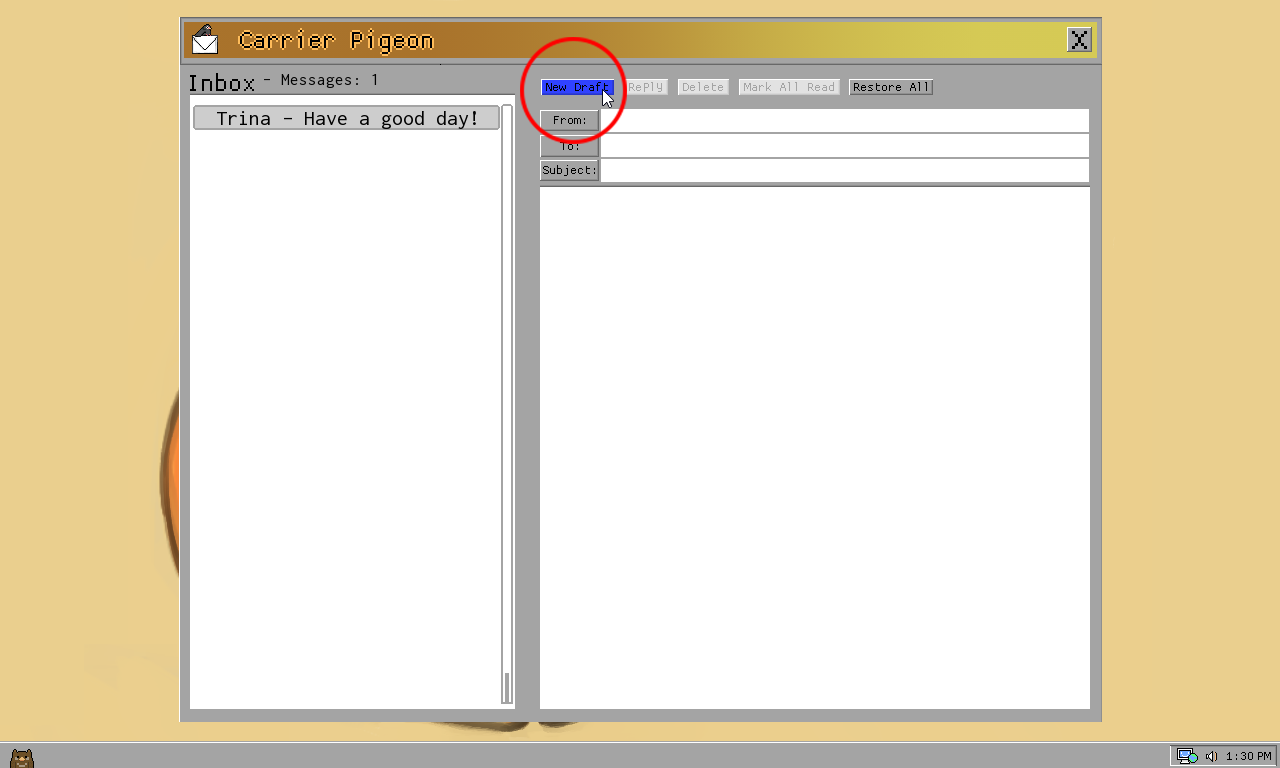 Carrier Pigeon
X
Inbox - Messages: 1
New Draft RePly Delete Mark All Read Restore All
Trina - Have a good day!
From:
To:
Subject:
1:30 PM